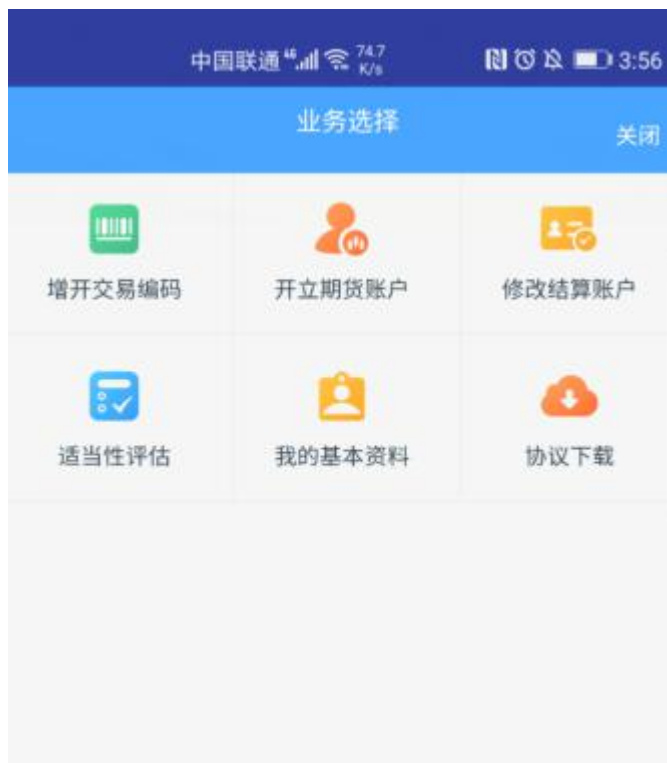 中国联通 46 74.7 K/s 3:56
业务选择
关闭
增开交易编码 开立期货账户 修改结算账户
适当性评估 我的基本资料 协议下载